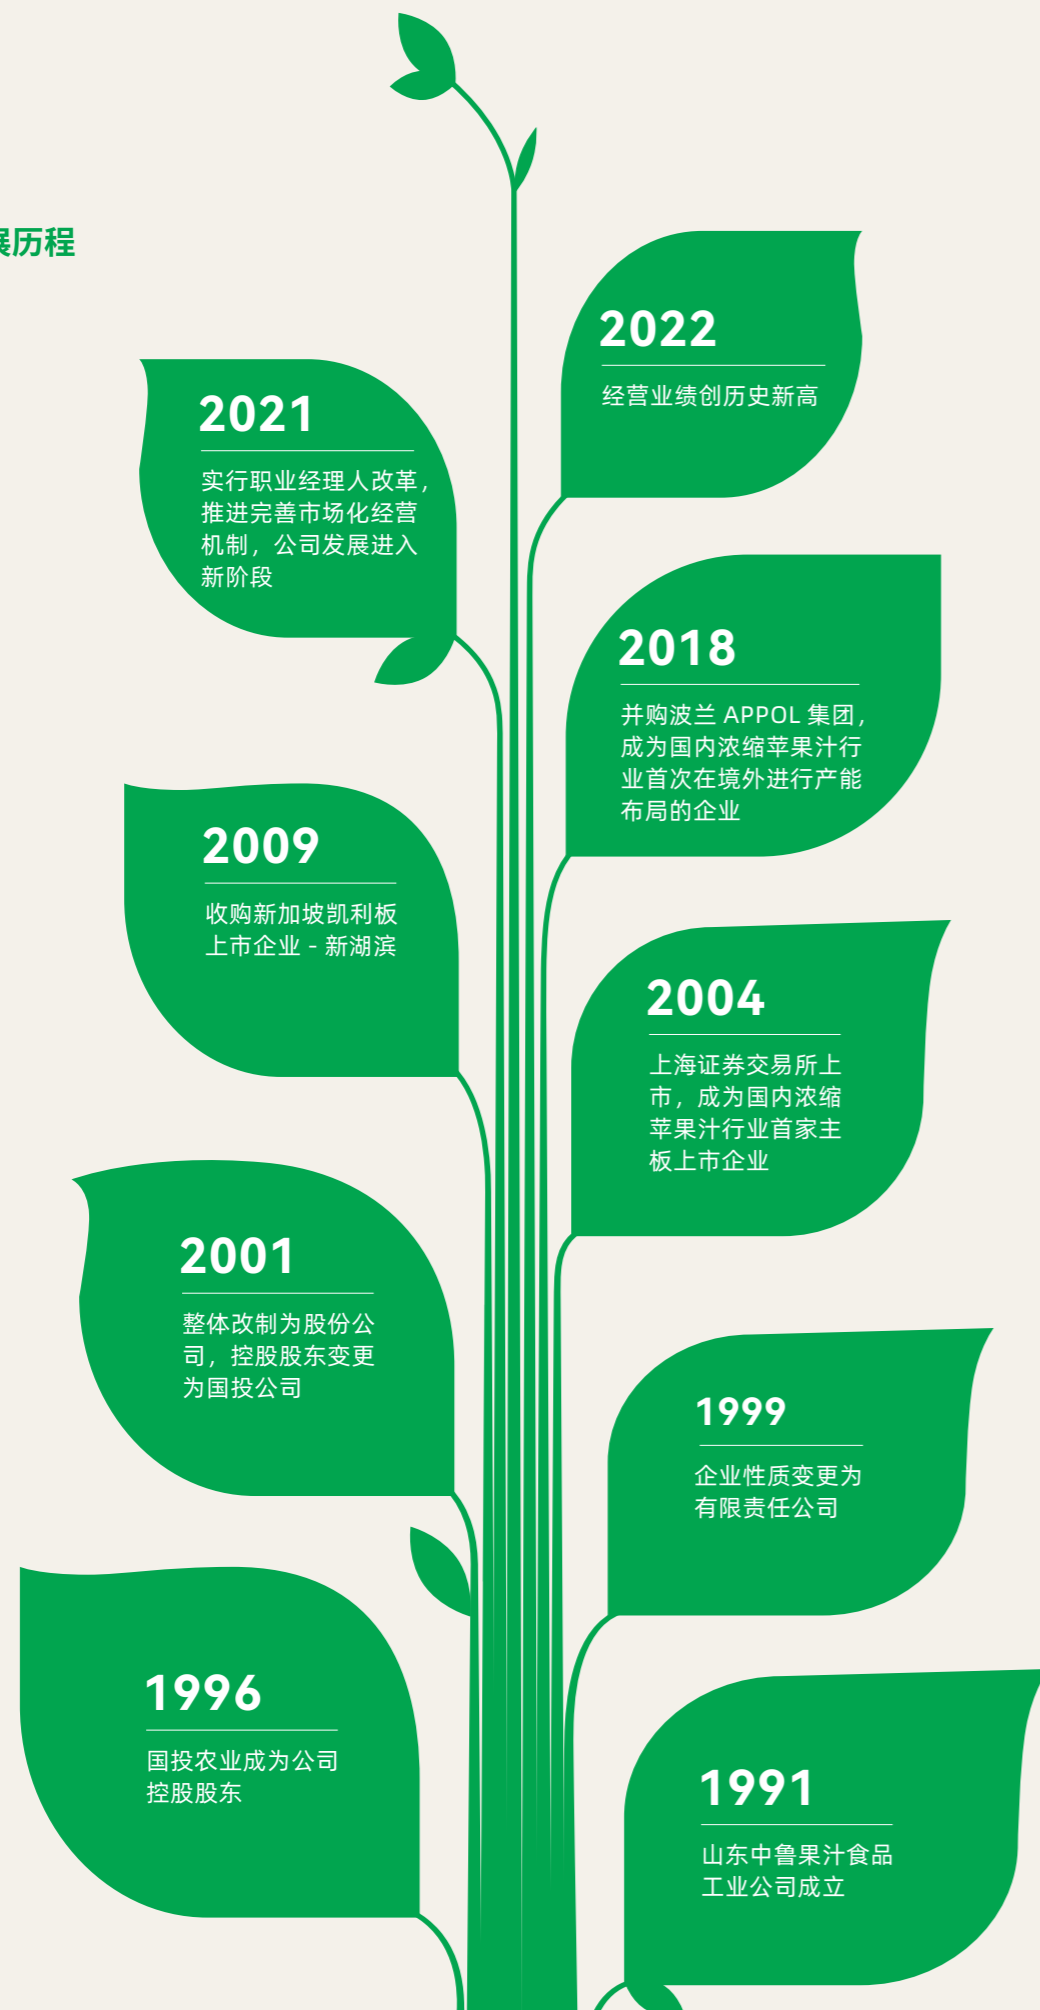 展历程
2022
经营业绩创历史新高
2021
实行职业经理人改革，
推进完善市场化经营
机制，公司发展进入
新阶段
2018
并购波兰 APPOL 集团，
成为国内浓缩苹果汁行
业首次在境外进行产能
布局的企业
2009
收购新加坡凯利板
上市企业 - 新湖滨
2004
上海证券交易所上
市，成为国内浓缩
苹果汁行业首家主
板上市企业
2001
整体改制为股份公
司，控股股东变更
为国投公司
1999
企业性质变更为
有限责任公司
1996
国投农业成为公司
控股股东
1991
山东中鲁果汁食品
工业公司成立